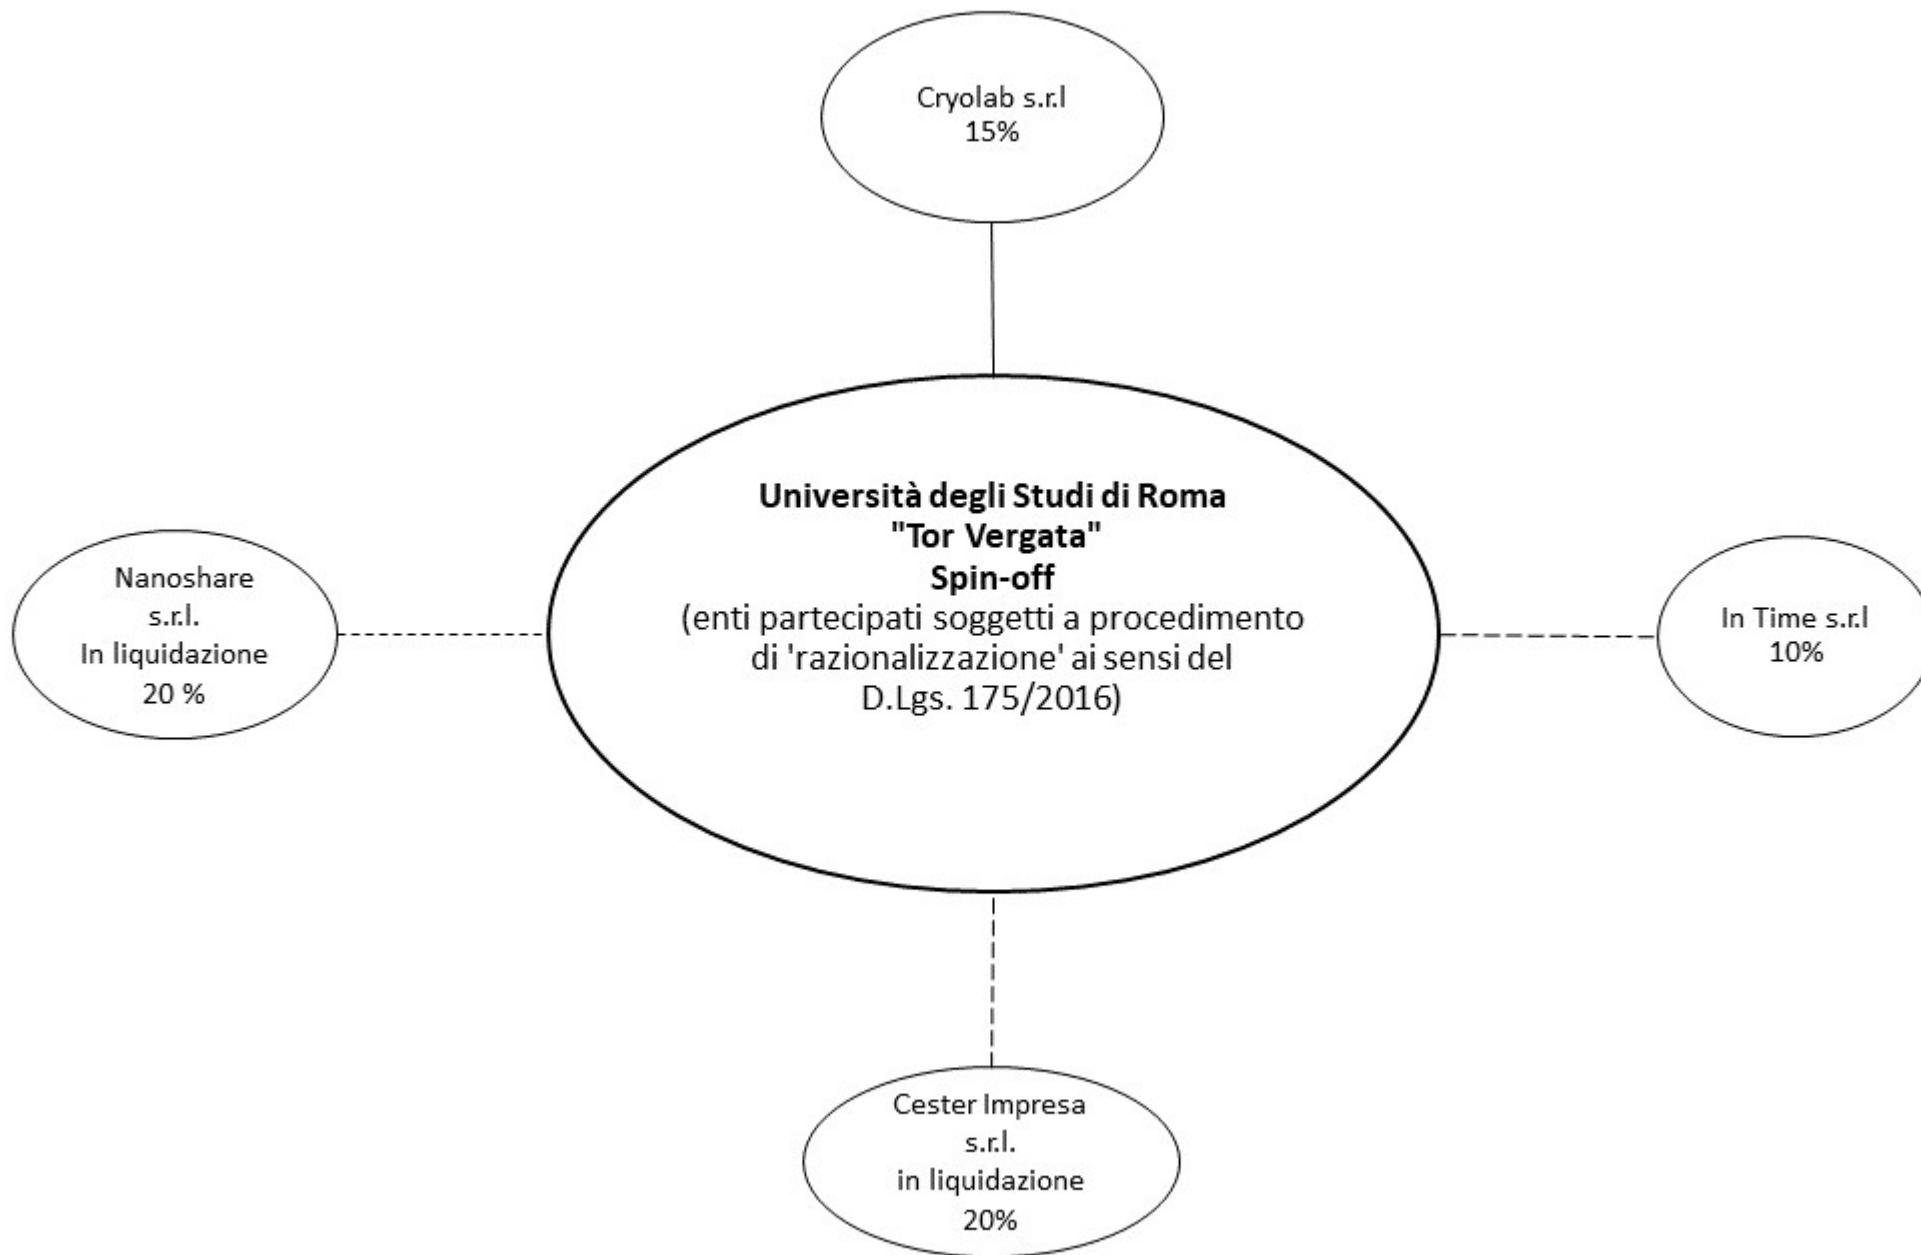 Cryolab s.r.l
15%
Università degli Studi di Roma
"Tor Vergata"
Spin-off
(enti partecipati soggetti a procedimento
di 'razionalizzazione' ai sensi del
D.Lgs. 175/2016)
Nanoshare
s.r.l.
In liquidazione
20 %
In Time s.r.l
10%
Cester Impresa
s.r.l.
in liquidazione
20%